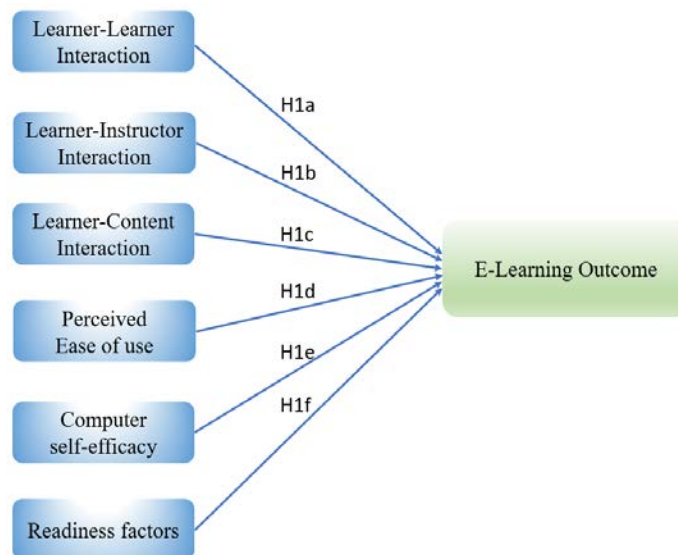 Learner-Learner
Interaction
H1a
Learner-Instructor
Interaction
H1b
Learner-Content
Interaction
H1c
E-Learning Outcome
Perceived
Ease of use
H1d
Computer
self-efficacy
H1e
H1f
Readiness factors